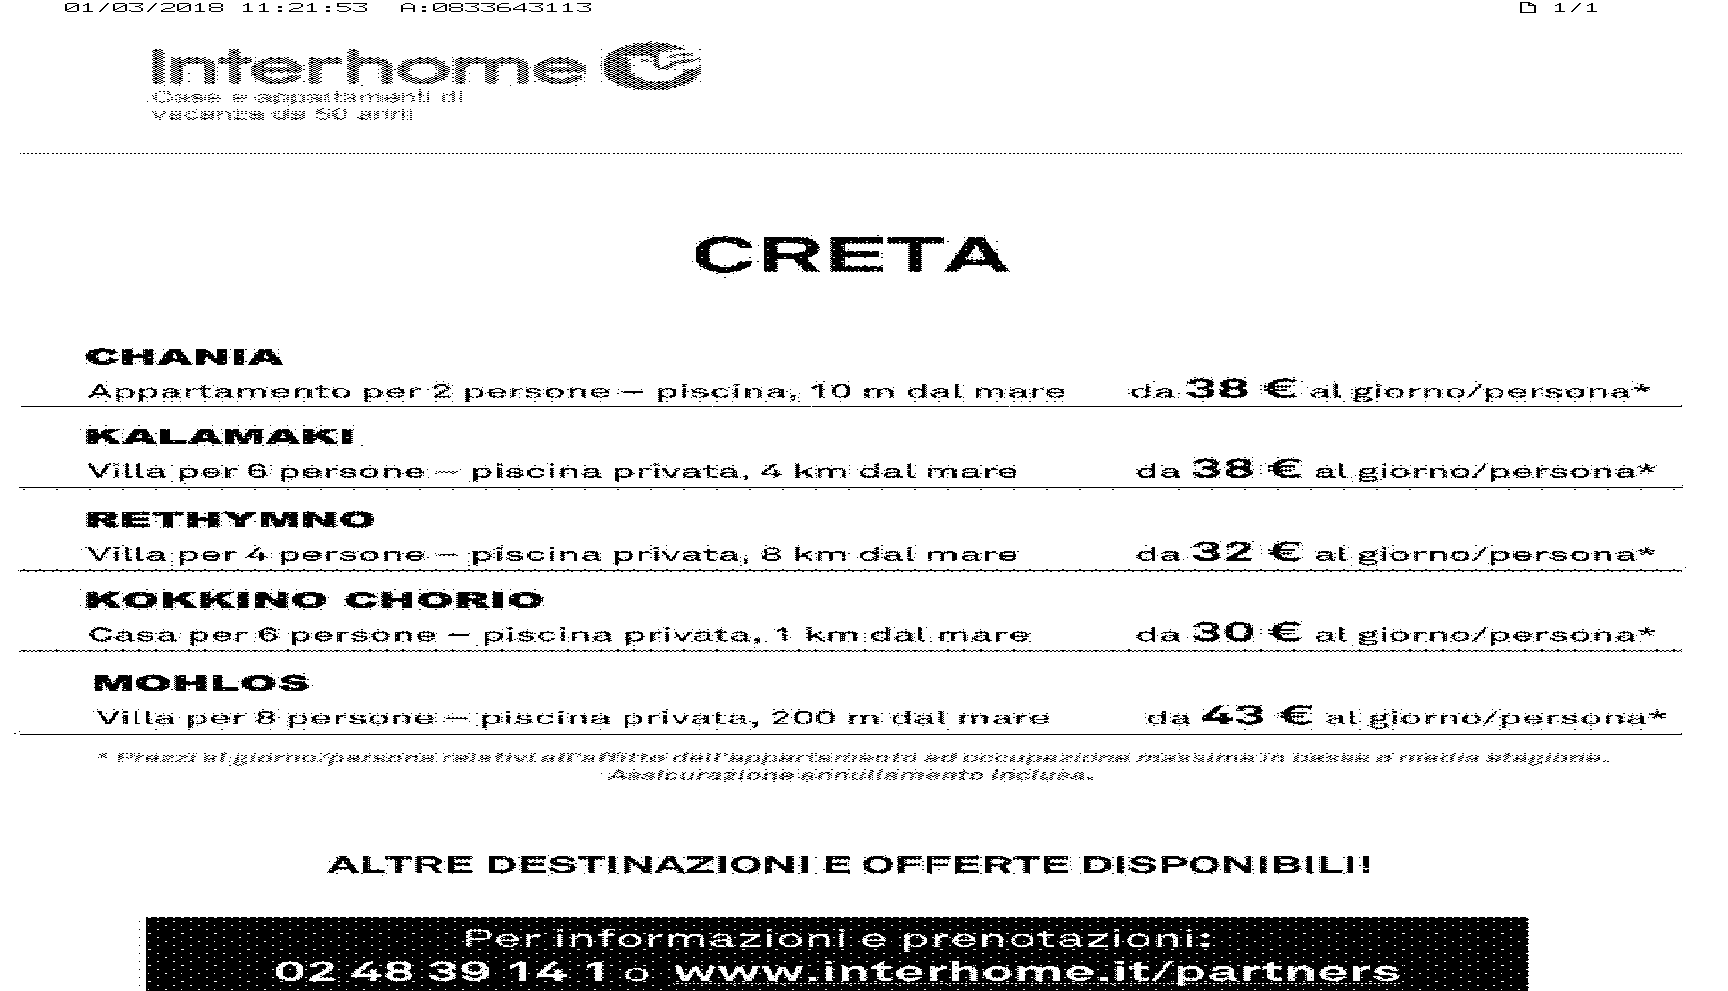 01/03/2018 11:21:53 A:0833643113 1/1
Interhome
Case e appartamenti di
vacanza da 50 anni
CRETA
CHANIA
Appartamento per 2 persone – piscina, 10 m dal mare da 38 € al giorno/persona*
KALAMAKI
Villa per 6 persone – piscina privata, 4 km dal mare da 38 € al giorno/persona*
RETHYMNO
Villa per 4 persone – piscina privata, 8 km dal mare da 32 € al giorno/persona*
KOKKINO CHORIO
Casa per 6 persone – piscina privata, 1 km dal mare da 30 € al giorno/persona*
MOHLOS
Villa per 8 persone – piscina privata, 200 m dal mare da 43 € al giorno/persona*
* Prezzi al giorno/persona relativi all'affitto dell'appartamento ad occupazione massima in bassa o media stagione.
Assicurazione annullamento inclusa.
ALTRE DESTINAZIONI E OFFERTE DISPONIBILI!
Per informazioni e prenotazioni:
02 48 39 14 1 o www.interhome.it/partners